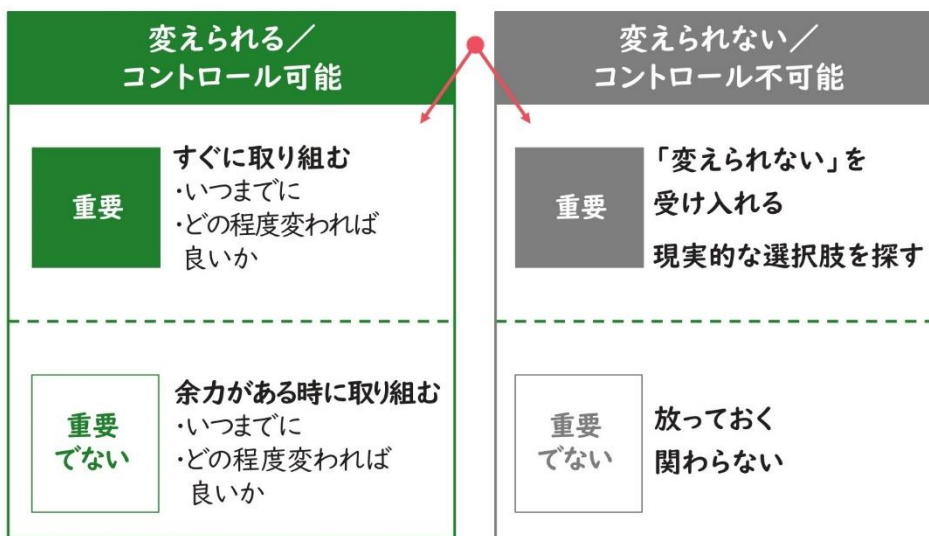 変えられる／
コントロール可能
重要
すぐに取り組む
・いつまでに
・どの程度変われば
良いか
重要
でない
余力がある時に取り組む
・いつまでに
・どの程度変われば
良いか
変えられない／
コントロール不可能
重要
「変えられない」を
受け入れる
現実的な選択肢を探す
重要
でない
放っておく
関わらない